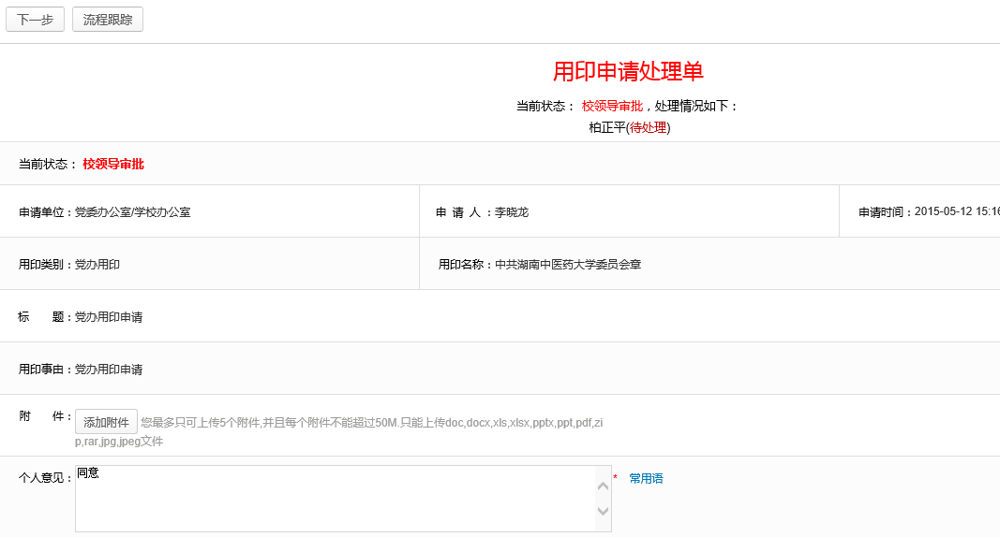 下一步 流程跟踪
用印申请处理单
当前状态： 校领导审批，处理情况如下：
柏正平(待处理)
当前状态： 校领导审批
申请单位：党委办公室/学校办公室 申 请 人 ：李晓龙 申请时间：2015-05-12 15:16
用印类别：党办用印 用印名称：中共湖南中医药大学委员会章
标 题：党办用印申请
用印事由：党办用印申请
附 件： 添加附件 您最多只可上传5个附件,并且每个附件不能超过50M.只能上传doc,docx,xls,xlsx,pptx,ppt,pdf,zi
p,rar,jpg,jpeg文件
个人意见： 同意 * 常用语